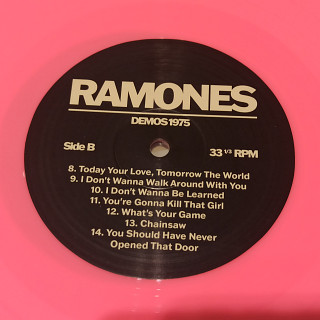 RAMONES
DEMOS 1975
Side B 33 1/3 RPM
8. Today Your Love, Tomorrow The World
9. I Don't Wanna Walk Around With You
10. I Don't Wanna Be Learned
11. You're Gonna Kill That Girl
12. What's Your Game
13. Chainsaw
14. You Should Have Never
Opened That Door